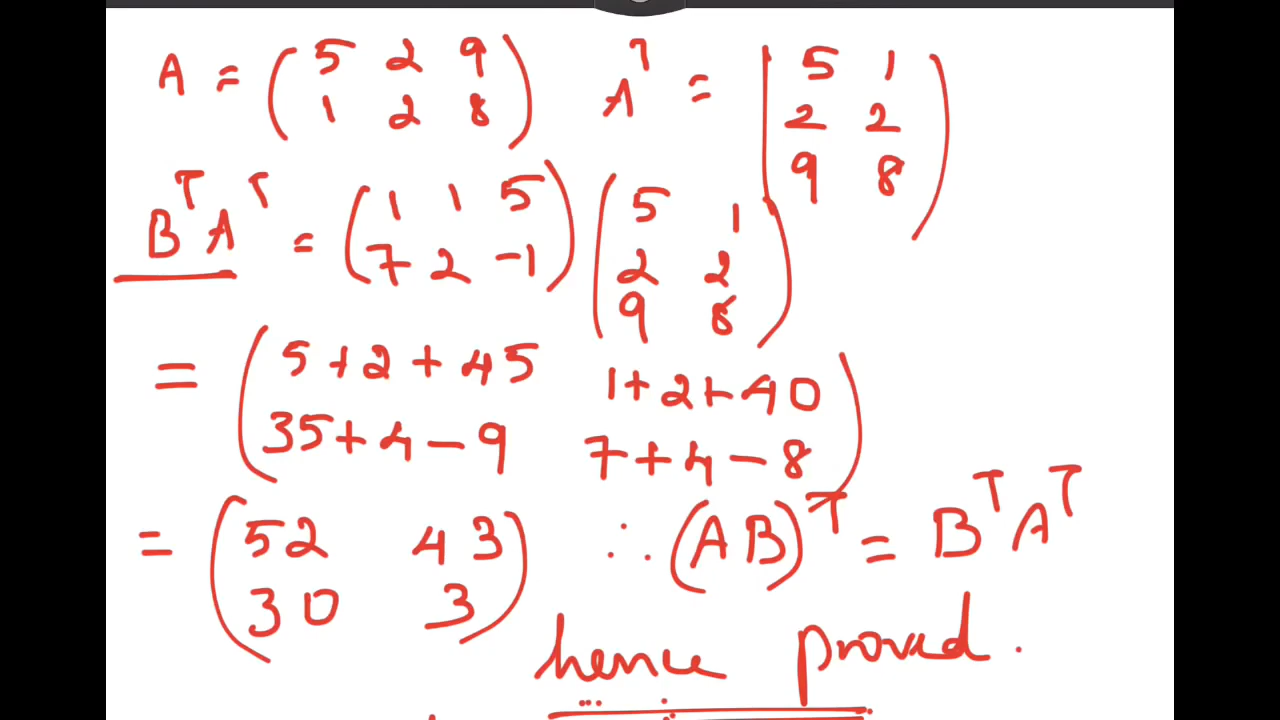 A = ( 5 2 9   A^T = ( 5 1
1 2 8 )   2 2
9 8 )
B^T A^T = ( 1 1 5   ( 5 1
7 2 -1 )   2 2
9 8 )
= ( 5+2+45   1+2+40
35+4-9   7+4-8 )
= ( 52 43   ∴ (AB)^T = B^T A^T
30 3 )
hence proved.